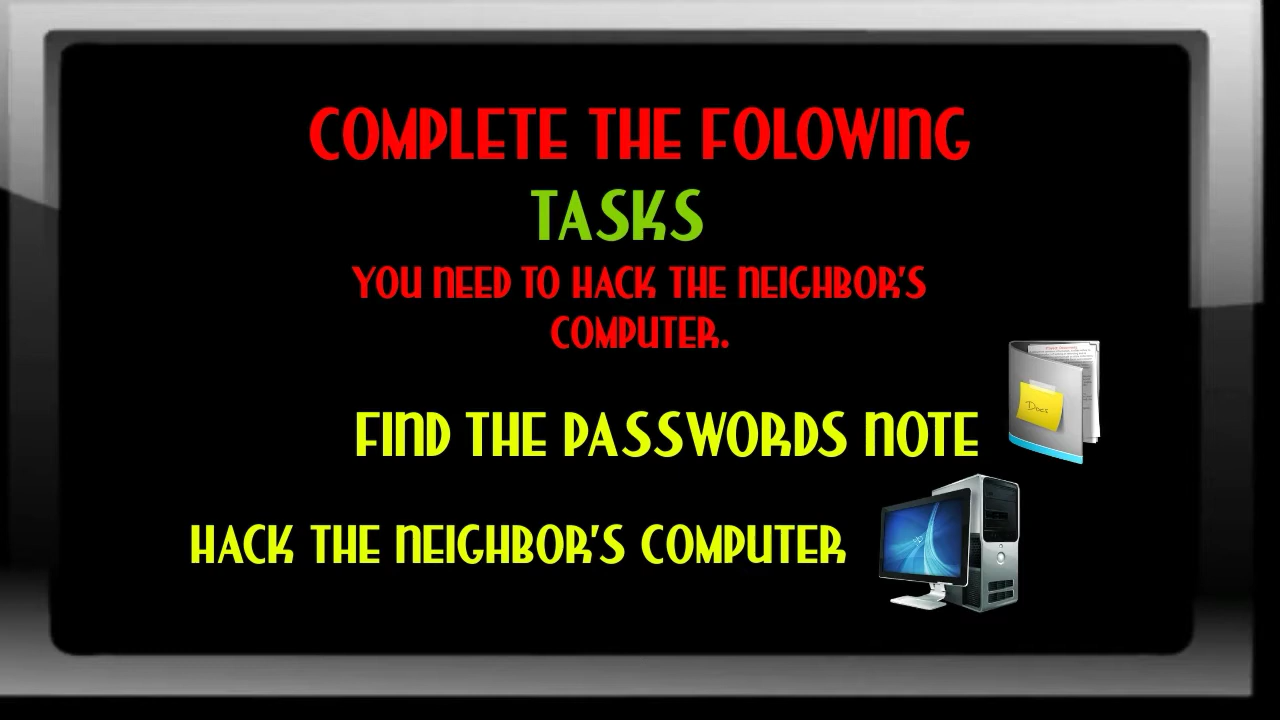 COMPLETE THE FOLOWING
TASKS
YOU NEED TO HACK THE NEIGHBOR'S
COMPUTER.
FIND THE PASSWORDS NOTE
Docs
HACK THE NEIGHBOR'S COMPUTER